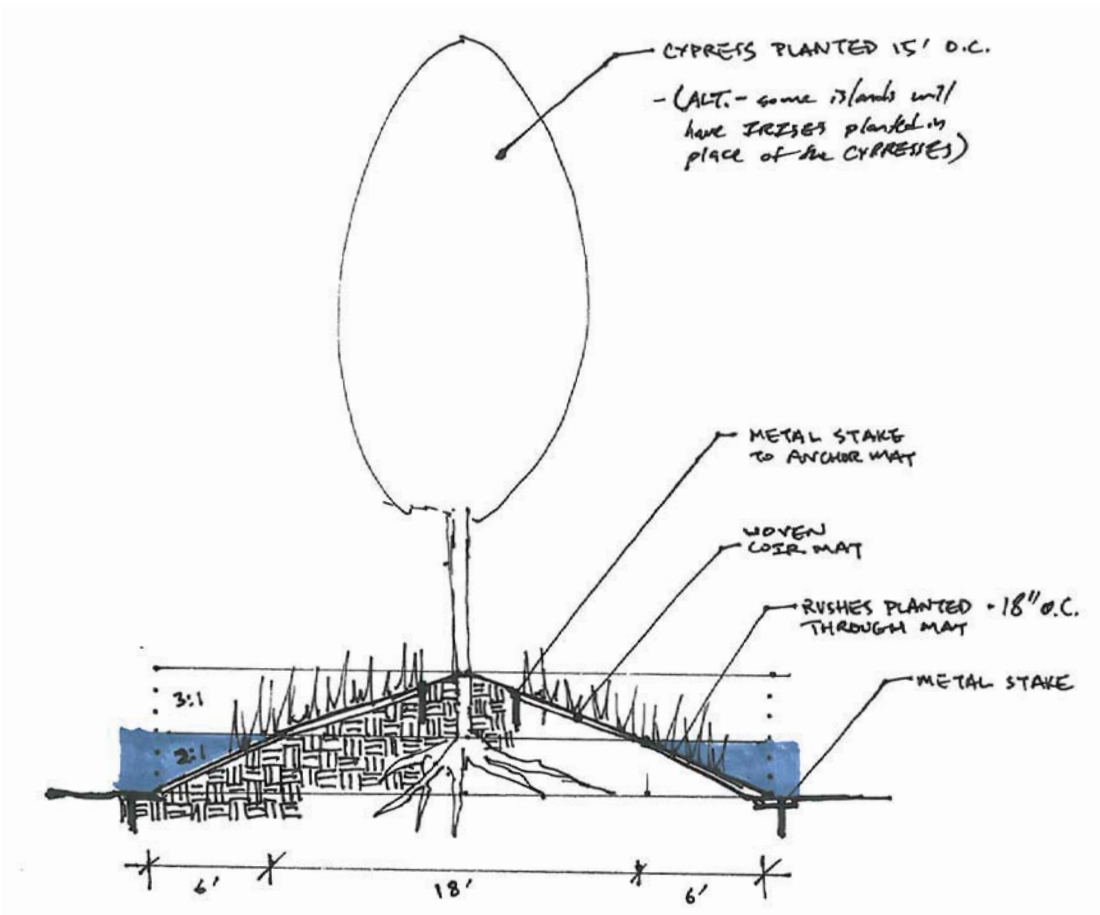 CYPRESS PLANTED 15' O.C.
- (ALT. - some islands will
have IRISES planted in
place of the CYPRESSES)
METAL STAKE
TO ANCHOR MAT
WOVEN
COIR MAT
RUSHES PLANTED - 18" O.C.
THROUGH MAT
METAL STAKE
3:1
2:1
6'
18'
6'